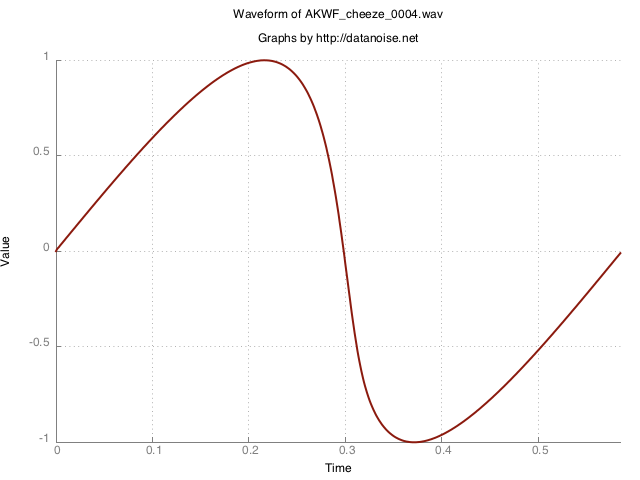 Waveform of AKWF_cheeze_0004.wav
Graphs by http://datanoise.net
1
0.5
0
-0.5
-1
Value
0 0.1 0.2 0.3 0.4 0.5
Time